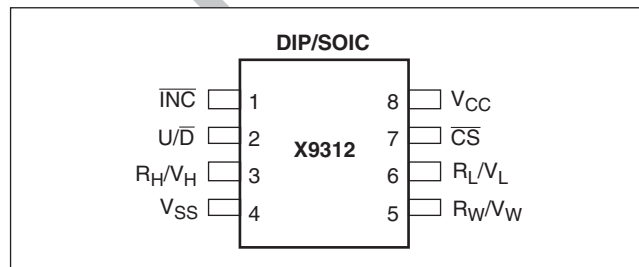 DIP/SOIC
INC 1 8 VCC
U/D 2 X9312 7 CS
RH/VH 3 6 RL/VL
VSS 4 5 RW/VW